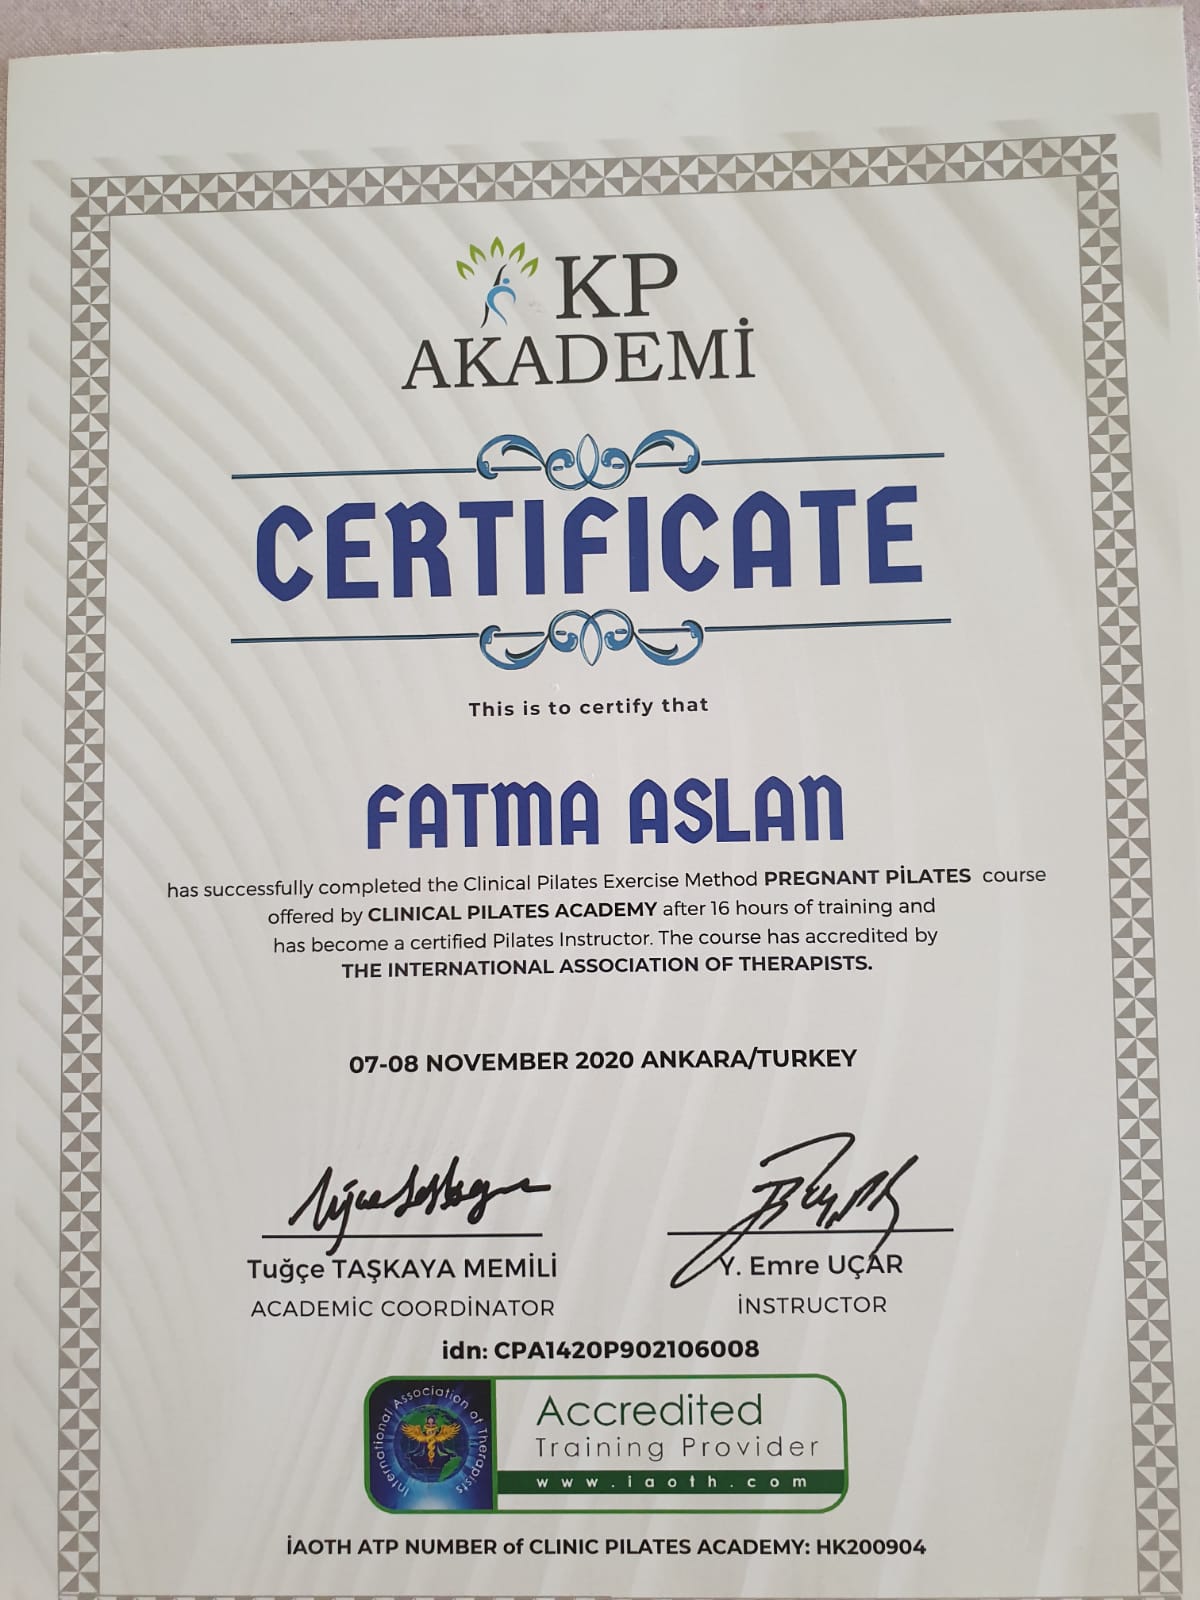 KP
AKADEMİ
CERTIFICATE
This is to certify that
FATMA ASLAN
has successfully completed the Clinical Pilates Exercise Method PREGNANT PİLATES course
offered by CLINICAL PILATES ACADEMY after 16 hours of training and
has become a certified Pilates Instructor. The course has accredited by
THE INTERNATIONAL ASSOCIATION OF THERAPISTS.
07-08 NOVEMBER 2020 ANKARA/TURKEY
Tuğçe TAŞKAYA MEMİLİ
ACADEMİC COORDİNATOR
Y. Emre UÇAR
İNSTRUCTOR
idn: CPA1420P902106008
International Association of Therapists
Accredited
Training Provider
www.iaoth.com
İAOTH ATP NUMBER of CLINIC PILATES ACADEMY: HK200904